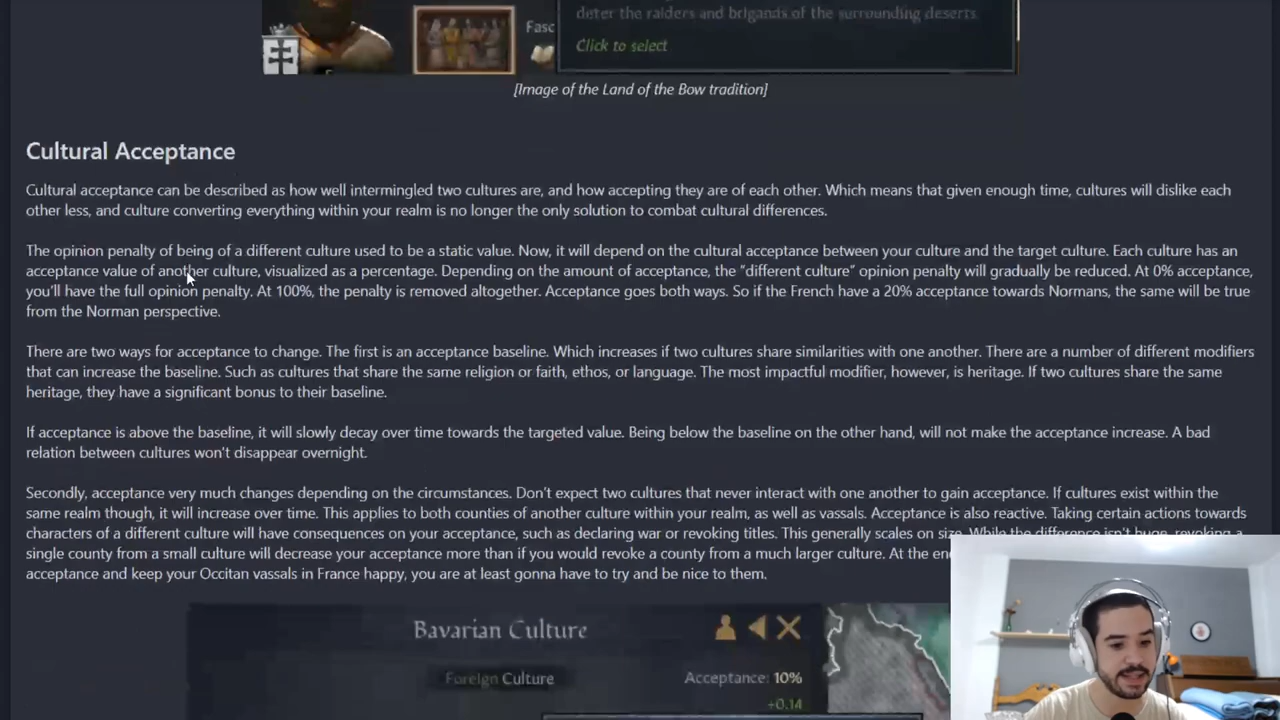 deter the raiders and brigands of the surrounding deserts.
Fasc
Click to select
[Image of the Land of the Bow tradition]
Cultural Acceptance
Cultural acceptance can be described as how well intermingled two cultures are, and how accepting they are of each other. Which means that given enough time, cultures will dislike each
other less, and culture converting everything within your realm is no longer the only solution to combat cultural differences.
The opinion penalty of being of a different culture used to be a static value. Now, it will depend on the cultural acceptance between your culture and the target culture. Each culture has an
acceptance value of another culture, visualized as a percentage. Depending on the amount of acceptance, the "different culture" opinion penalty will gradually be reduced. At 0% acceptance,
you'll have the full opinion penalty. At 100%, the penalty is removed altogether. Acceptance goes both ways. So if the French have a 20% acceptance towards Normans, the same will be true
from the Norman perspective.
There are two ways for acceptance to change. The first is an acceptance baseline. Which increases if two cultures share similarities with one another. There are a number of different modifiers
that can increase the baseline. Such as cultures that share the same religion or faith, ethos, or language. The most impactful modifier, however, is heritage. If two cultures share the same
heritage, they have a significant bonus to their baseline.
If acceptance is above the baseline, it will slowly decay over time towards the targeted value. Being below the baseline on the other hand, will not make the acceptance increase. A bad
relation between cultures won't disappear overnight.
Secondly, acceptance very much changes depending on the circumstances. Don't expect two cultures that never interact with one another to gain acceptance. If cultures exist within the
same realm though, it will increase over time. This applies to both counties of another culture within your realm, as well as vassals. Acceptance is also reactive. Taking certain actions towards
characters of a different culture will have consequences on your acceptance, such as declaring war or revoking titles. This generally scales on size. While the difference isn't huge, revoking a
single county from a small culture will decrease your acceptance more than if you would revoke a county from a much larger culture. At the en
acceptance and keep your Occitan vassals in France happy, you are at least gonna have to try and be nice to them.
Bavarian Culture
Foreign Culture
Acceptance: 10%
+0.14